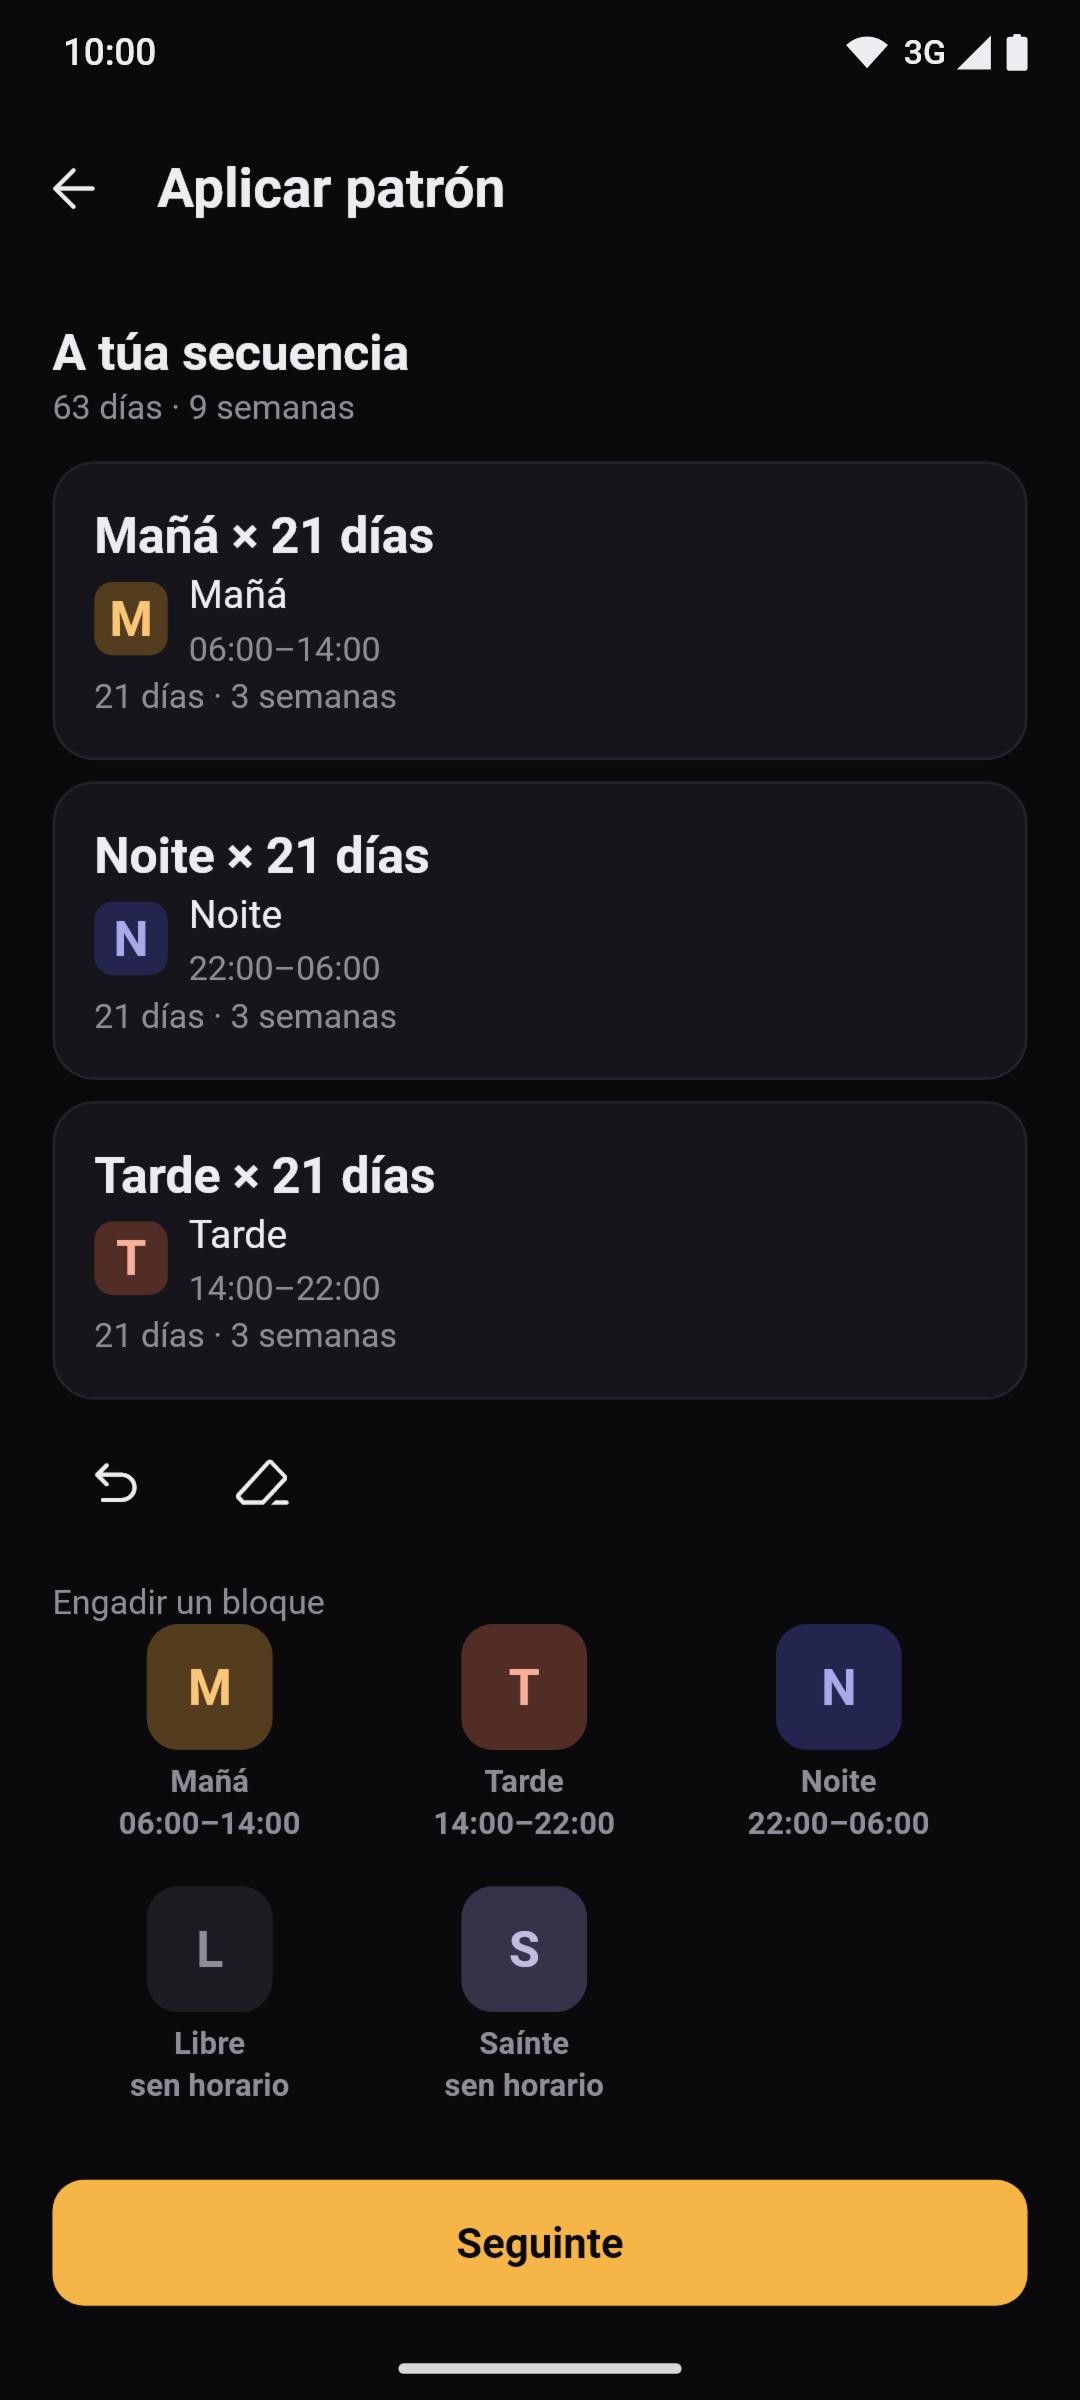 10:00
3G
Aplicar patrón
A túa secuencia
63 días · 9 semanas
Mañá × 21 días
M
Mañá
06:00–14:00
21 días · 3 semanas
Noite × 21 días
N
Noite
22:00–06:00
21 días · 3 semanas
Tarde × 21 días
T
Tarde
14:00–22:00
21 días · 3 semanas
Engadir un bloque
M T N
Mañá Tarde Noite
06:00–14:00 14:00–22:00 22:00–06:00
L S
Libre Saínte
sen horario sen horario
Seguinte